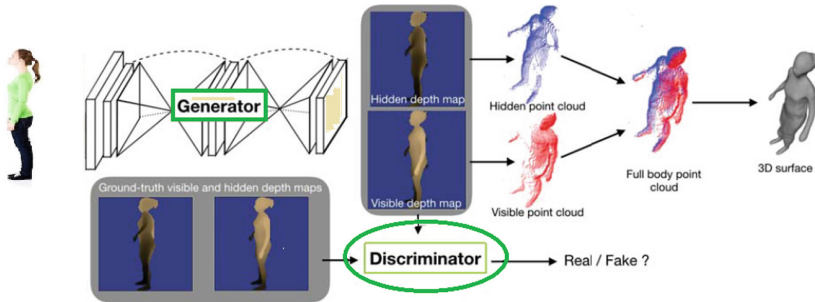 Generator
Hidden depth map
Hidden point cloud
Visible depth map
Visible point cloud
Full body point
cloud
3D surface
Ground-truth visible and hidden depth maps
Discriminator
Real / Fake ?